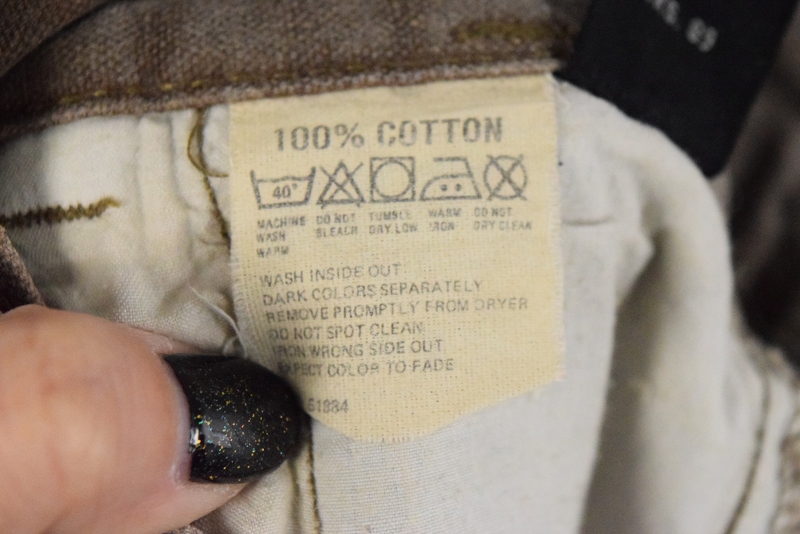 100% COTTON
40°
MACHINE WASH WARM
DO NOT BLEACH
TUMBLE DRY LOW
WARM IRON
DO NOT DRY CLEAN
WASH INSIDE OUT
DARK COLORS SEPARATELY
REMOVE PROMPTLY FROM DRYER
DO NOT SPOT CLEAN
IRON WRONG SIDE OUT
EXPECT COLOR TO FADE
51884